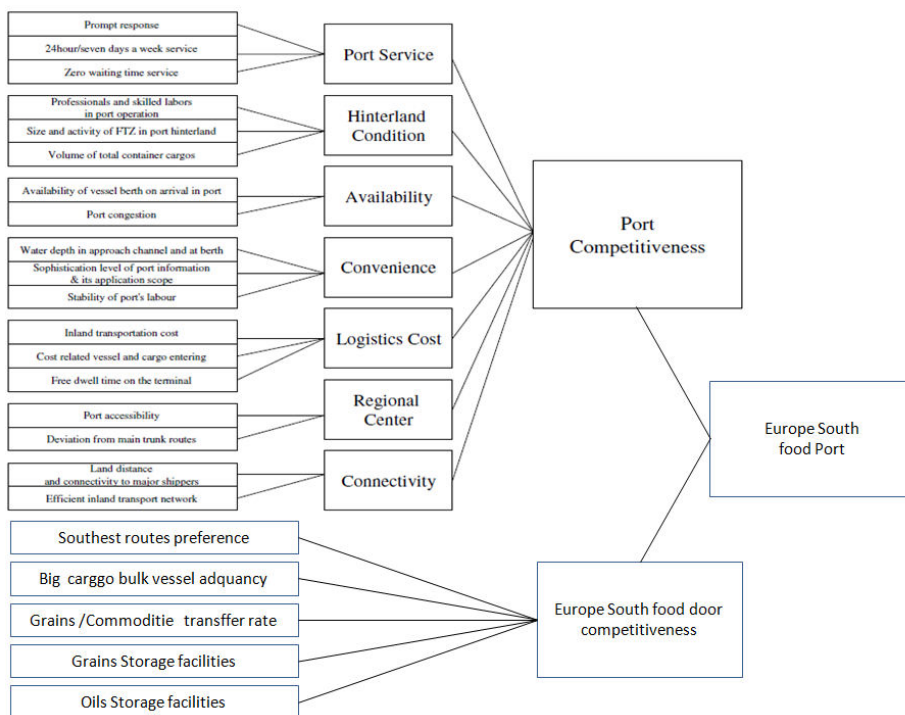 Prompt response
24hour/seven days a week service
Zero waiting time service
Port Service
Professionals and skilled labors
in port operation
Size and activity of FTZ in port hinterland
Volume of total container cargos
Hinterland
Condition
Availability of vessel berth on arrival in port
Port congestion
Availability
Water depth in approach channel and at berth
Sophistication level of port information
& its application scope
Stability of port's labour
Convenience
Inland transportation cost
Cost related vessel and cargo entering
Free dwell time on the terminal
Logistics Cost
Port accessibility
Deviation from main trunk routes
Regional
Center
Land distance
and connectivity to major shippers
Efficient inland transport network
Connectivity
Port
Competitiveness
Southest routes preference
Big carggo bulk vessel adquancy
Grains /Commoditie transffer rate
Grains Storage facilities
Oils Storage facilities
Europe South food door
competitiveness
Europe South
food Port